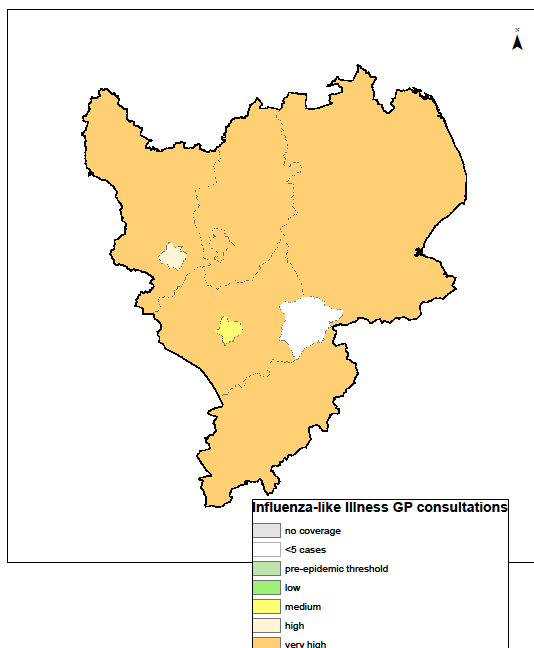 Influenza-like Illness GP consultations
no coverage
<5 cases
pre-epidemic threshold
low
medium
high
very high